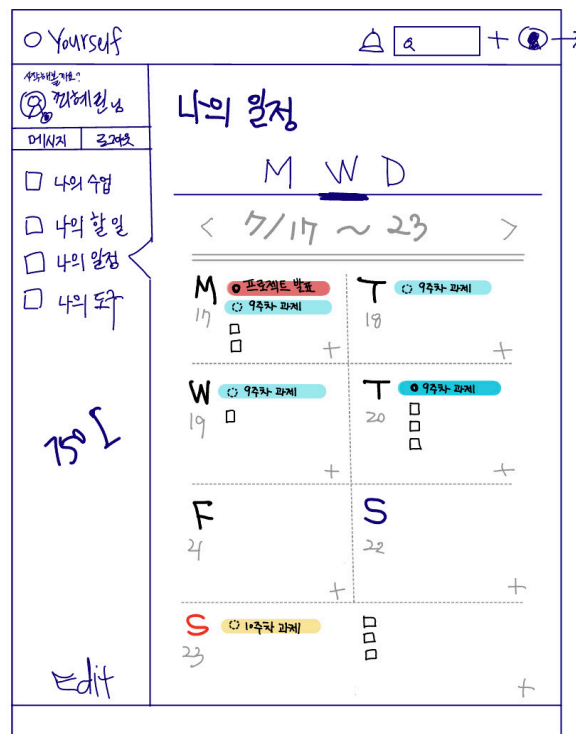 Yourself
시작해볼까요?
찌혜린님
메시지 로그아웃
나의 수업
나의 할 일
나의 일정
나의 도구
Edit
나의 일정
M W D
< 7/17 ~ 23 >
M 프로젝트 발표
17 9주차 과제
+
T 9주차 과제
18
+
W 9주차 과제
19
+
T 9주차 과제
20
+
F
21
+
S
22
+
S 10주차 과제
23
+